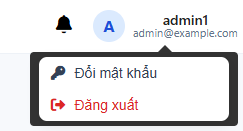 A
admin1
admin@example.com
Đổi mật khẩu
Đăng xuất